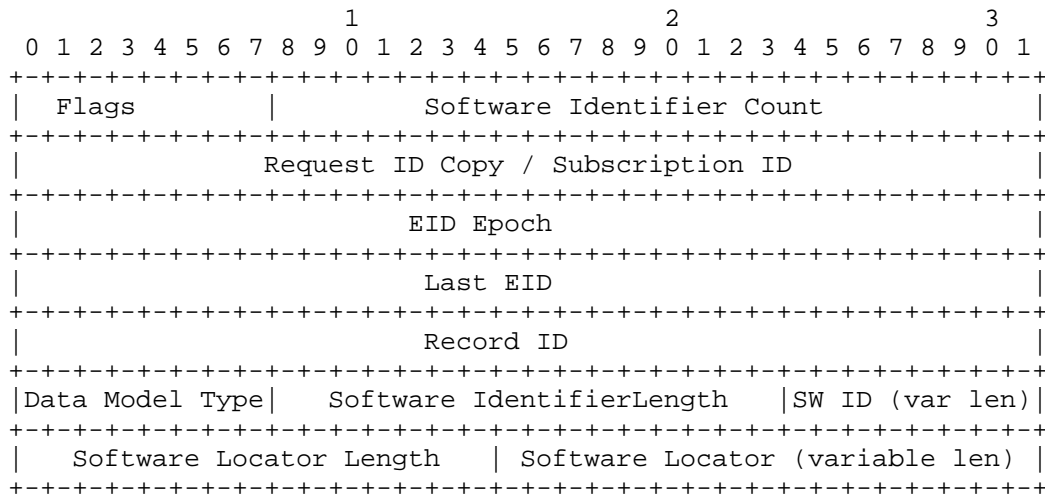 1                   2                   3
 0 1 2 3 4 5 6 7 8 9 0 1 2 3 4 5 6 7 8 9 0 1 2 3 4 5 6 7 8 9 0 1
+-+-+-+-+-+-+-+-+-+-+-+-+-+-+-+-+-+-+-+-+-+-+-+-+-+-+-+-+-+-+-+-+
|  Flags        |         Software Identifier Count             |
+-+-+-+-+-+-+-+-+-+-+-+-+-+-+-+-+-+-+-+-+-+-+-+-+-+-+-+-+-+-+-+-+
|               Request ID Copy / Subscription ID               |
+-+-+-+-+-+-+-+-+-+-+-+-+-+-+-+-+-+-+-+-+-+-+-+-+-+-+-+-+-+-+-+-+
|                        EID Epoch                              |
+-+-+-+-+-+-+-+-+-+-+-+-+-+-+-+-+-+-+-+-+-+-+-+-+-+-+-+-+-+-+-+-+
|                         Last EID                              |
+-+-+-+-+-+-+-+-+-+-+-+-+-+-+-+-+-+-+-+-+-+-+-+-+-+-+-+-+-+-+-+-+
|                         Record ID                             |
+-+-+-+-+-+-+-+-+-+-+-+-+-+-+-+-+-+-+-+-+-+-+-+-+-+-+-+-+-+-+-+-+
|Data Model Type|   Software IdentifierLength   |SW ID (var len)|
+-+-+-+-+-+-+-+-+-+-+-+-+-+-+-+-+-+-+-+-+-+-+-+-+-+-+-+-+-+-+-+-+
|   Software Locator Length   | Software Locator (variable len) |
+-+-+-+-+-+-+-+-+-+-+-+-+-+-+-+-+-+-+-+-+-+-+-+-+-+-+-+-+-+-+-+-+